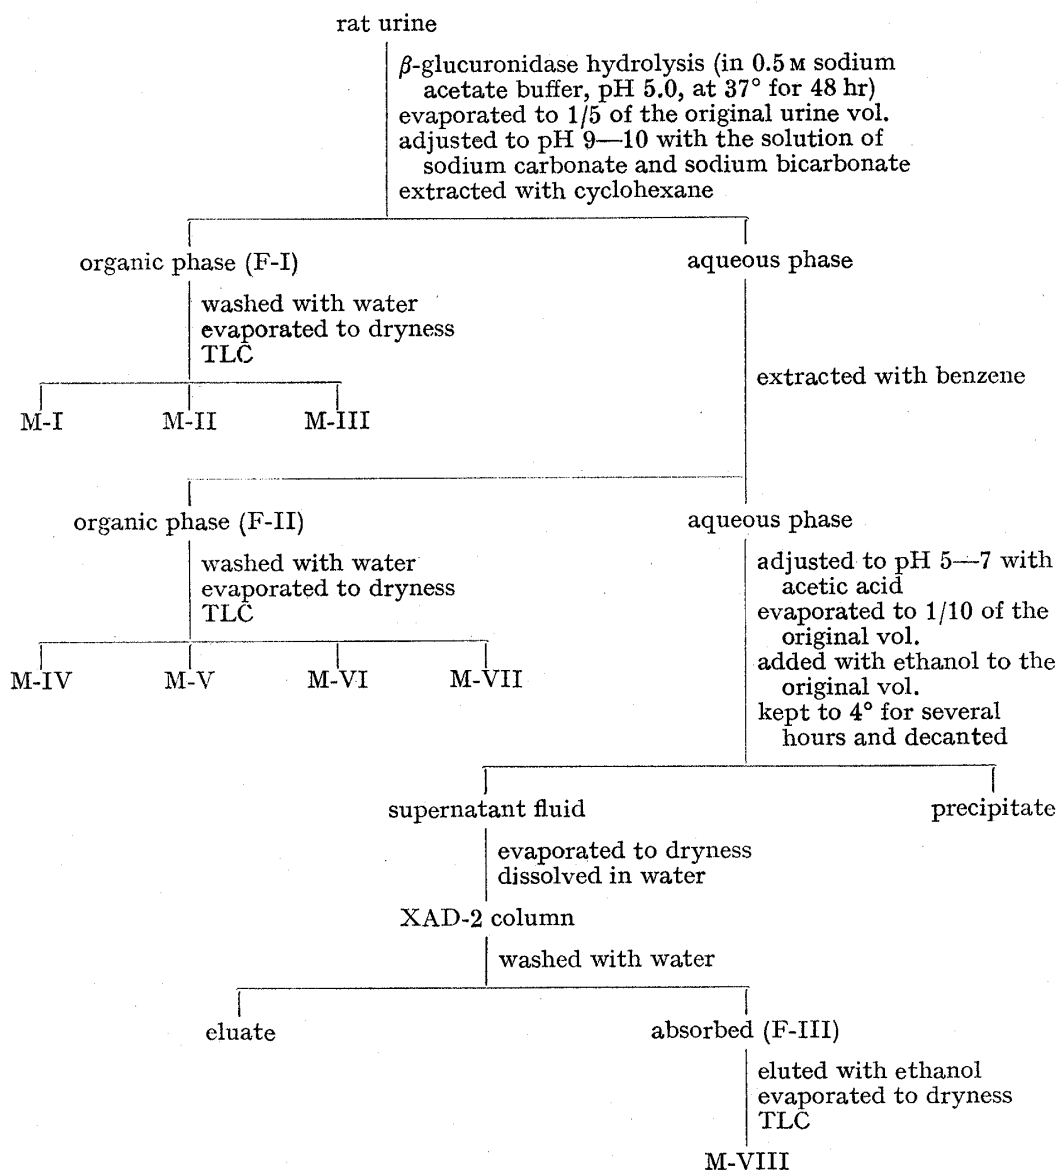 rat urine
β-glucuronidase hydrolysis (in 0.5 M sodium
acetate buffer, pH 5.0, at 37° for 48 hr)
evaporated to 1/5 of the original urine vol.
adjusted to pH 9—10 with the solution of
sodium carbonate and sodium bicarbonate
extracted with cyclohexane
organic phase (F-I)
aqueous phase
washed with water
evaporated to dryness
TLC
extracted with benzene
M-I
M-II
M-III
organic phase (F-II)
aqueous phase
washed with water
evaporated to dryness
TLC
adjusted to pH 5—7 with
acetic acid
evaporated to 1/10 of the
original vol.
added with ethanol to the
original vol.
kept to 4° for several
hours and decanted
M-IV
M-V
M-VI
M-VII
supernatant fluid
precipitate
evaporated to dryness
dissolved in water
XAD-2 column
washed with water
eluate
absorbed (F-III)
eluted with ethanol
evaporated to dryness
TLC
M-VIII